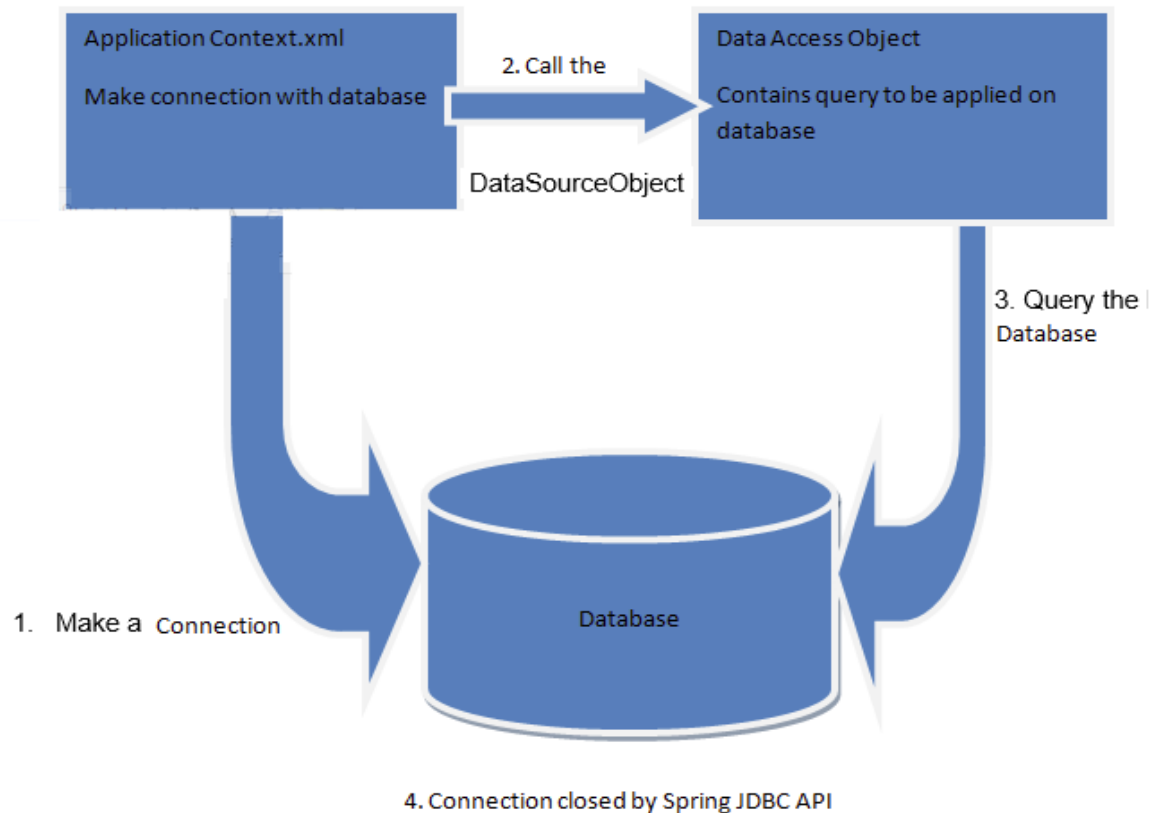 Application Context.xml
Make connection with database
2. Call the
DataSourceObject
Data Access Object
Contains query to be applied on
database
3. Query the
Database
1. Make a Connection
Database
4. Connection closed by Spring JDBC API